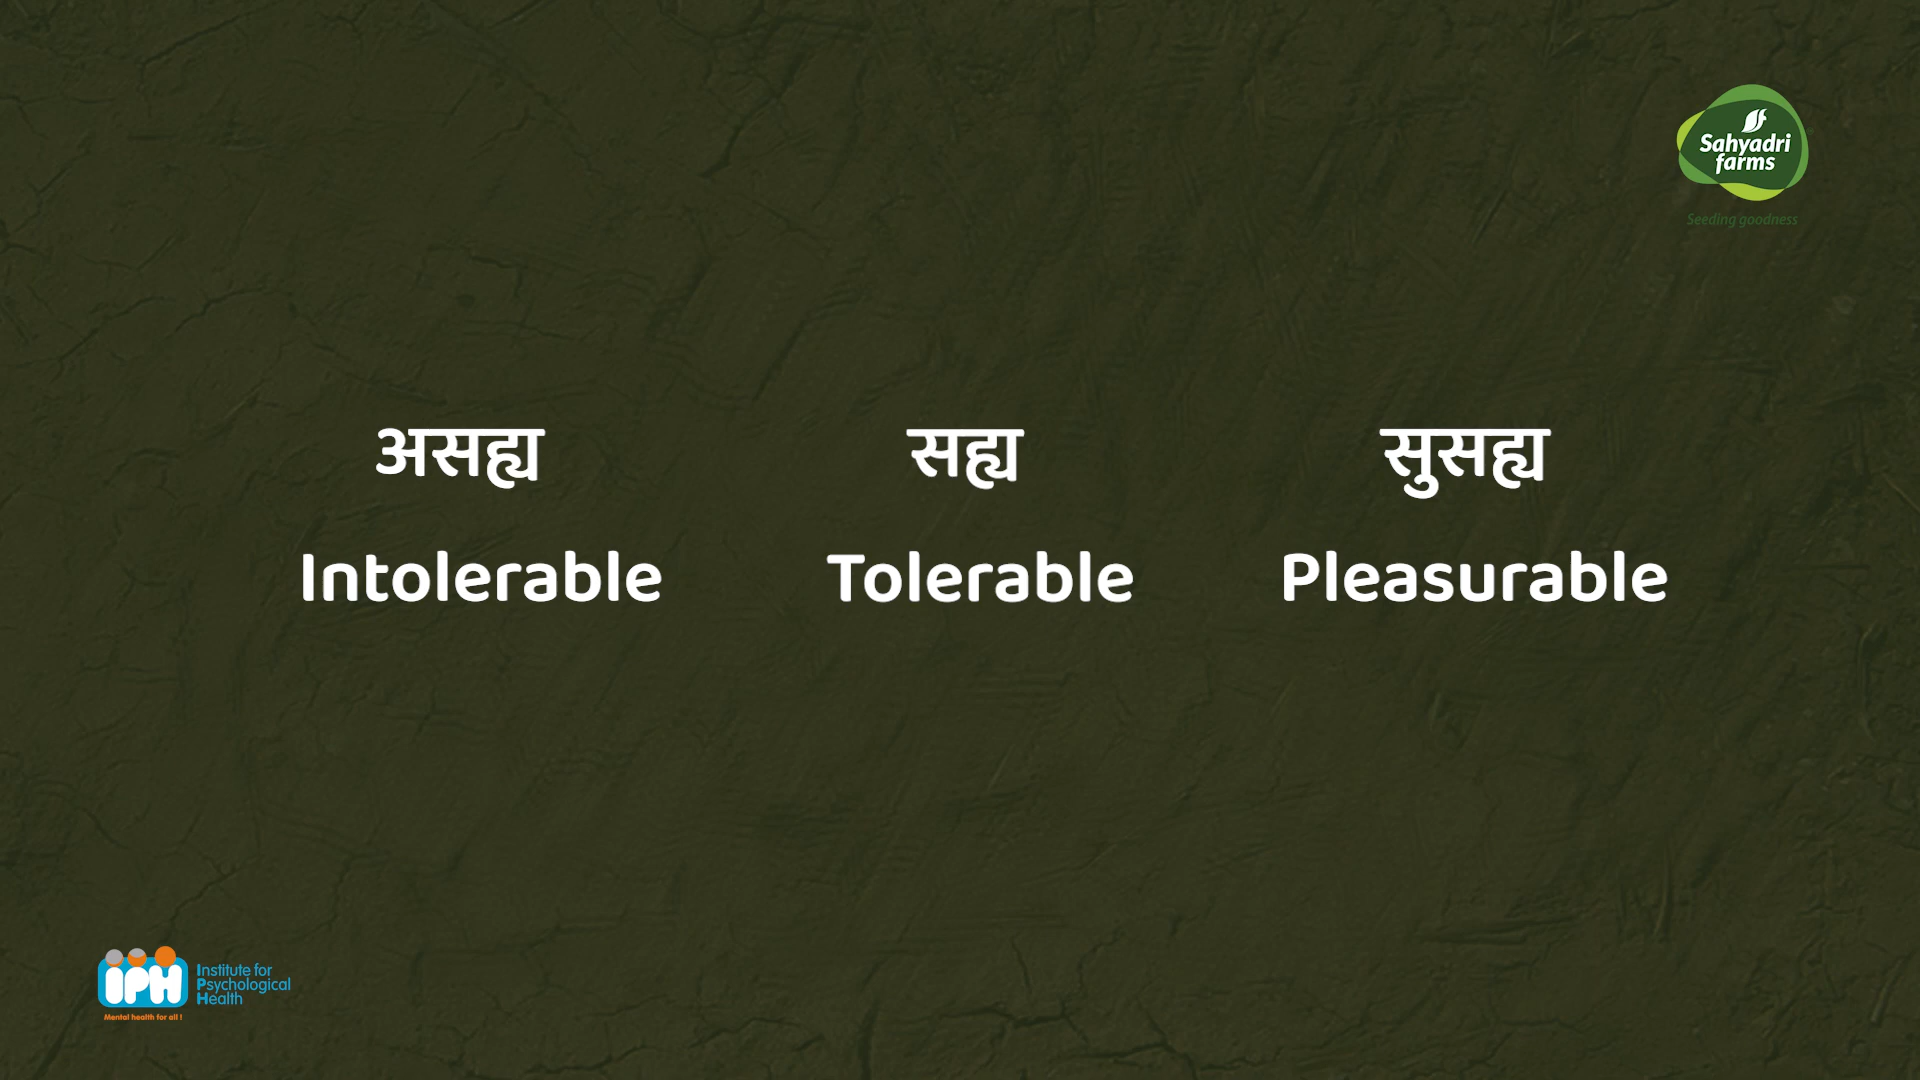 Sahyadri
farms
Seeding goodness
असह्य सह्य सुसह्य
Intolerable Tolerable Pleasurable
IPH
Institute for
Psychological
Health
Mental health for all !